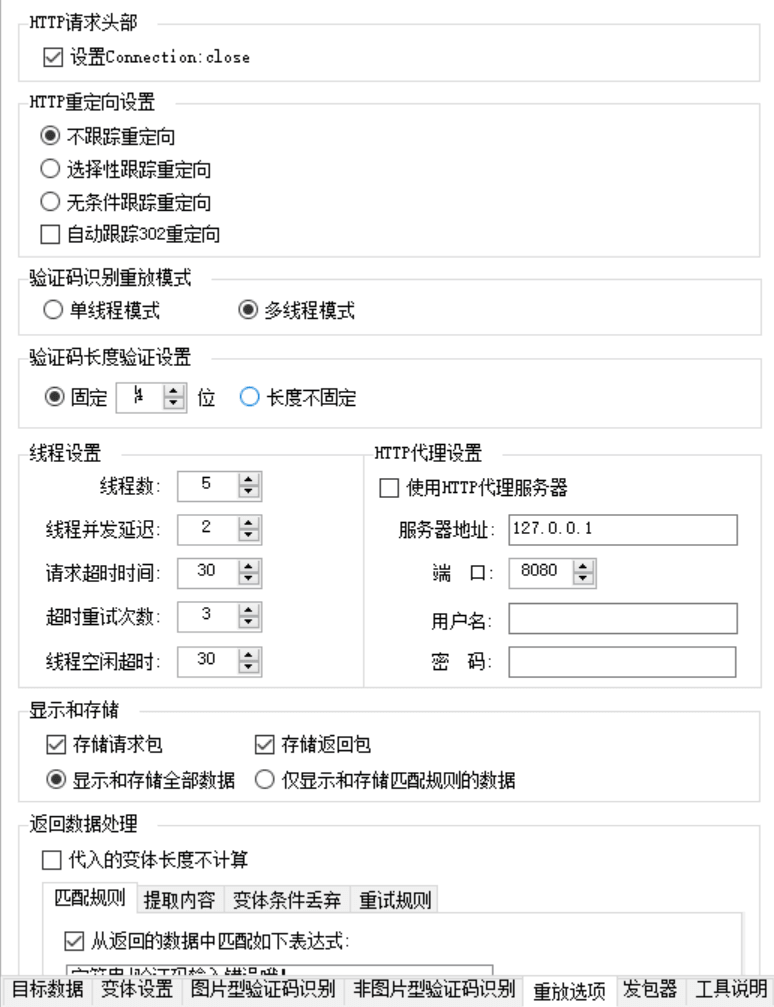 HTTP请求头部
设置Connection:close
HTTP重定向设置
不跟踪重定向
选择性跟踪重定向
无条件跟踪重定向
自动跟踪302重定向
验证码识别重放模式
单线程模式 多线程模式
验证码长度验证设置
固定 位 长度不固定
线程设置
线程数: 5
线程并发延迟: 2
请求超时时间: 30
超时重试次数: 3
线程空闲超时: 30
HTTP代理设置
使用HTTP代理服务器
服务器地址: 127.0.0.1
端 口: 8080
用户名:
密 码:
显示和存储
存储请求包 存储返回包
显示和存储全部数据 仅显示和存储匹配规则的数据
返回数据处理
代入的变体长度不计算
匹配规则 提取内容 变体条件丢弃 重试规则
从返回的数据中匹配如下表达式:
目标数据 变体设置 图片型验证码识别 非图片型验证码识别 重放选项 发包器 工具说明